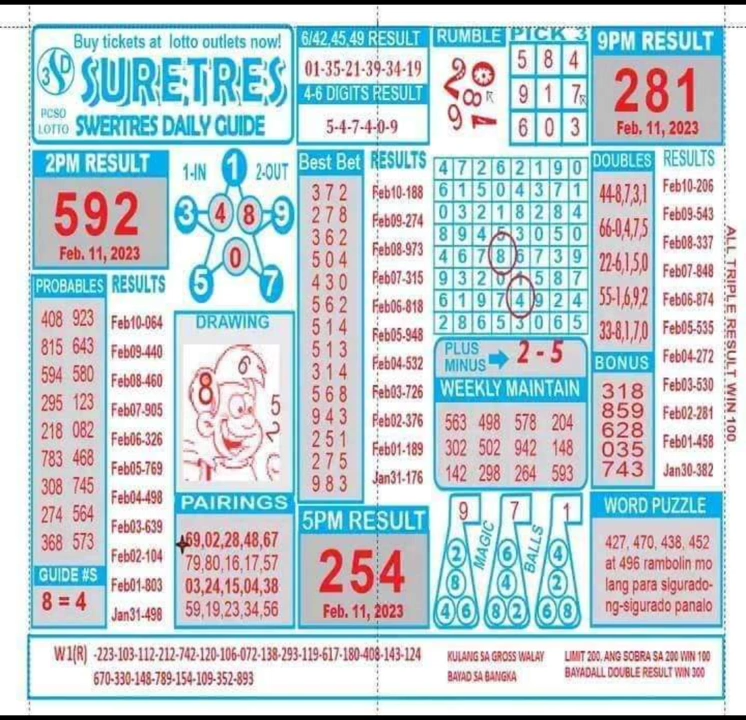 Buy tickets at lotto outlets now!
3D
SURETRES
PCSO
LOTTO
SWERTRES DAILY GUIDE
6/42,45,49 RESULT
01-35-21-39-34-19
4-6 DIGITS RESULT
5-4-7-4-0-9
RUMBLE
PICK 3
5 8 4
9 1 7
6 0 3
9PM RESULT
281
Feb. 11, 2023
2PM RESULT
592
Feb. 11, 2023
1-IN
2-OUT
1
3 4 8 9
0
5 7
PROBABLES
408 923
815 643
594 580
295 123
218 082
783 468
308 745
274 564
368 573
GUIDE #S
8 = 4
RESULTS
Feb10-064
Feb09-440
Feb08-460
Feb07-905
Feb06-326
Feb05-769
Feb04-498
Feb03-639
Feb02-104
Feb01-803
Jan31-498
DRAWING
6
8
5
2
1
PAIRINGS
69,02,28,48,67
79,80,16,17,57
03,24,15,04,38
59,19,23,34,56
Best Bet
372
278
362
504
430
562
514
513
314
568
943
251
275
983
RESULTS
Feb10-188
Feb09-274
Feb08-973
Feb07-315
Feb06-818
Feb05-948
Feb04-532
Feb03-726
Feb02-376
Feb01-189
Jan31-176
5PM RESULT
254
Feb. 11, 2023
4 7 2 6 2 1 9 0
6 1 5 0 4 3 7 1
0 3 2 1 8 2 8 4
8 9 4 5 3 0 5 0
4 6 7 8 6 7 3 9
9 3 2 0 1 5 8 7
6 1 9 7 4 9 2 4
2 8 6 5 3 0 6 5
PLUS
MINUS
2 - 5
WEEKLY MAINTAIN
563 498 578 204
302 502 942 148
142 298 264 593
9 7 1
MAGIC
BALLS
2 6 4
8 4 2
4 6 8 2 6 8
DOUBLES
44-8,7,3,1
66-0,4,7,5
22-6,1,5,0
55-1,6,9,2
33-8,1,7,0
BONUS
318
859
628
035
743
RESULTS
Feb10-206
Feb09-543
Feb08-337
Feb07-848
Feb06-874
Feb05-535
Feb04-272
Feb03-530
Feb02-281
Feb01-458
Jan30-382
ALL TRIPLE RESULT WIN 100
WORD PUZZLE
427, 470, 438, 452
at 496 rambolin mo
lang para sigurado-
ng-sigurado panalo
W1(R) -223-103-112-212-742-120-106-072-138-293-119-617-180-408-143-124
670-330-148-789-154-109-352-893
KULANG SA GROSS WALAY
BAYAD SA BANGKA
LIMIT 200, ANG SOBRA SA 200 WIN 100
BAYADALL DOUBLE RESULT WIN 300